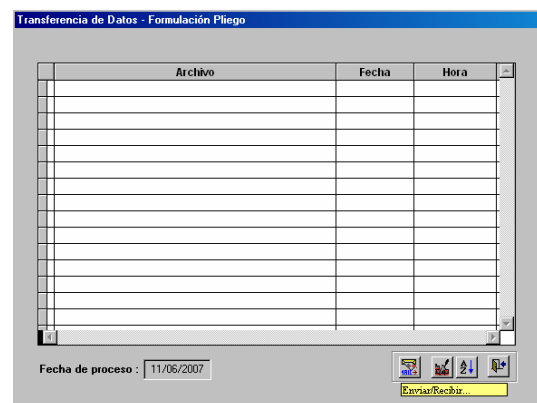 Transferencia de Datos - Formulación Pliego
Archivo Fecha Hora
Fecha de proceso : 11/06/2007
Enviar/Recibir...